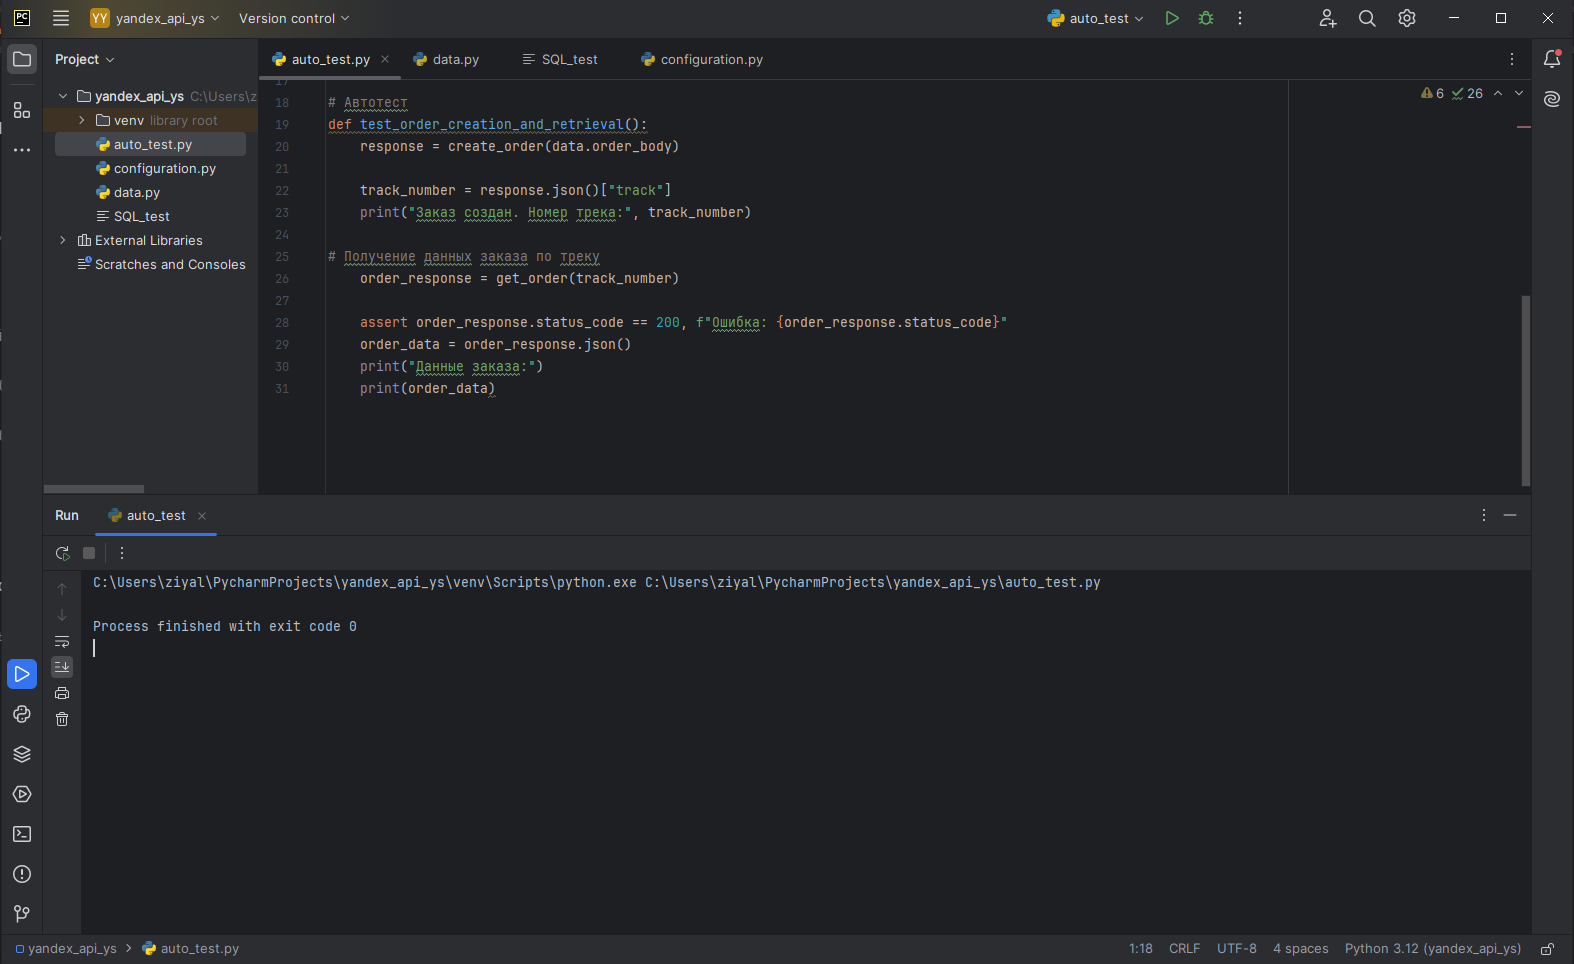 PC
YY yandex_api_ys Version control auto_test
Project
auto_test.py data.py SQL_test configuration.py
yandex_api_ys C:\Users\z
venv library root
auto_test.py
configuration.py
data.py
SQL_test
External Libraries
Scratches and Consoles
6 26
17
18 # Автотест
19 def test_order_creation_and_retrieval():
20 response = create_order(data.order_body)
21
22 track_number = response.json()["track"]
23 print("Заказ создан. Номер трека:", track_number)
24
25 # Получение данных заказа по треку
26 order_response = get_order(track_number)
27
28 assert order_response.status_code == 200, f"Ошибка: {order_response.status_code}"
29 order_data = order_response.json()
30 print("Данные заказа:")
31 print(order_data)
Run auto_test
C:\Users\ziyal\PycharmProjects\yandex_api_ys\venv\Scripts\python.exe C:\Users\ziyal\PycharmProjects\yandex_api_ys\auto_test.py
Process finished with exit code 0
yandex_api_ys auto_test.py 1:18 CRLF UTF-8 4 spaces Python 3.12 (yandex_api_ys)